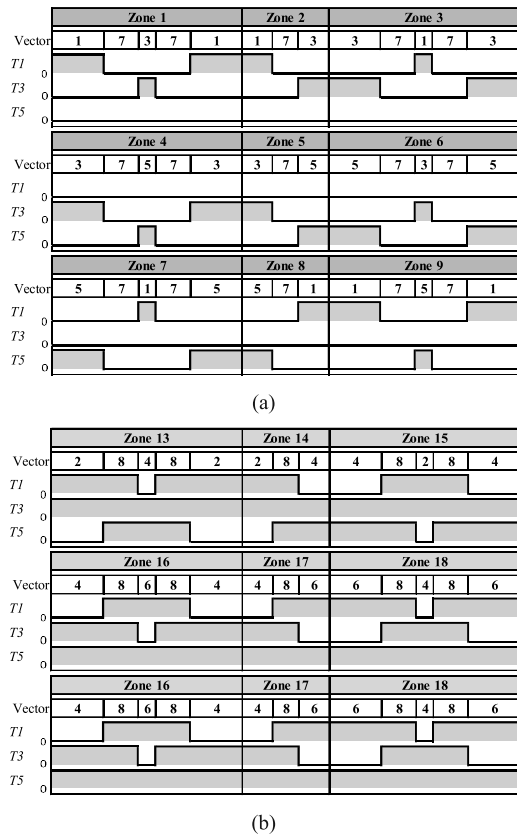 Zone 1 Zone 2 Zone 3
Vector 1 7 3 7 1 1 7 3 3 7 1 7 3
T1 0
T3 0
T5 0
Zone 4 Zone 5 Zone 6
Vector 3 7 5 7 3 3 7 5 5 7 3 7 5
T1 0
T3 0
T5 0
Zone 7 Zone 8 Zone 9
Vector 5 7 1 7 5 5 7 1 1 7 5 7 1
T1 0
T3 0
T5 0
(a)
Zone 13 Zone 14 Zone 15
Vector 2 8 4 8 2 2 8 4 4 8 2 8 4
T1 0
T3 0
T5 0
Zone 16 Zone 17 Zone 18
Vector 4 8 6 8 4 4 8 6 6 8 4 8 6
T1 0
T3 0
T5 0
Zone 16 Zone 17 Zone 18
Vector 4 8 6 8 4 4 8 6 6 8 4 8 6
T1 0
T3 0
T5 0
(b)